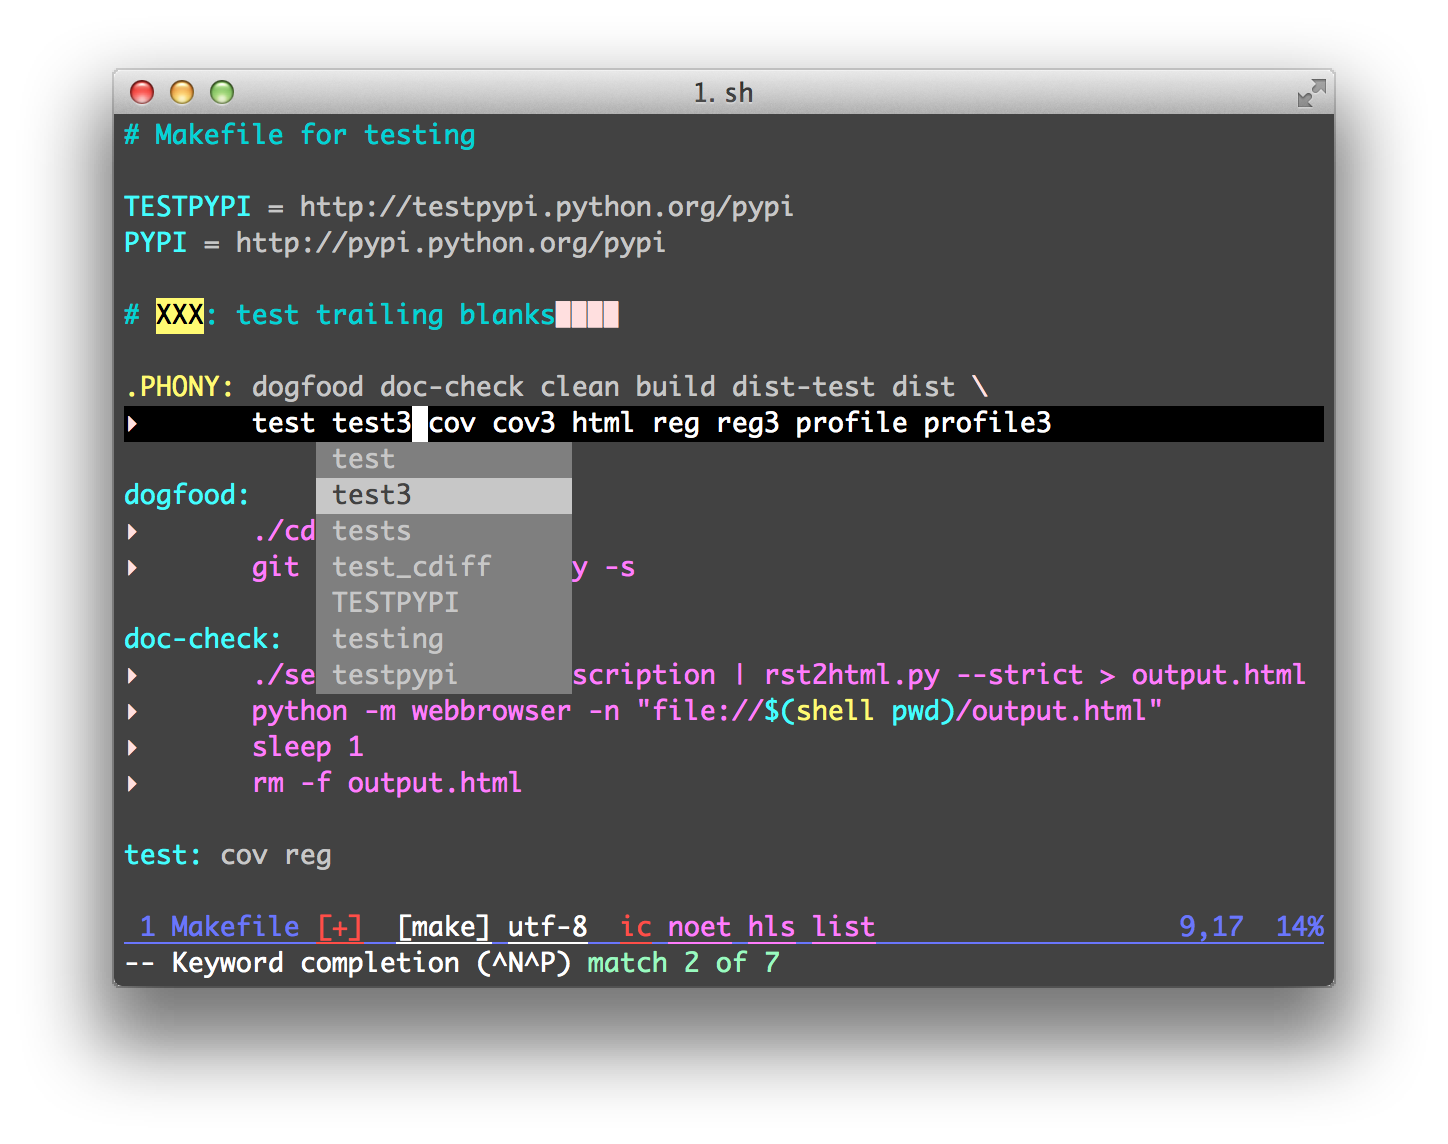 1. sh
# Makefile for testing
TESTPYPI = http://testpypi.python.org/pypi
PYPI = http://pypi.python.org/pypi
# XXX: test trailing blanks
.PHONY: dogfood doc-check clean build dist-test dist \
test test3 cov cov3 html reg reg3 profile profile3
test
dogfood: test3
./cd tests
git test_cdiff y -s
TESTPYPI
doc-check: testing
./se testpypi scription | rst2html.py --strict > output.html
python -m webbrowser -n "file://$(shell pwd)/output.html"
sleep 1
rm -f output.html
test: cov reg
1 Makefile [+] [make] utf-8 ic noet hls list 9,17 14%
-- Keyword completion (^N^P) match 2 of 7